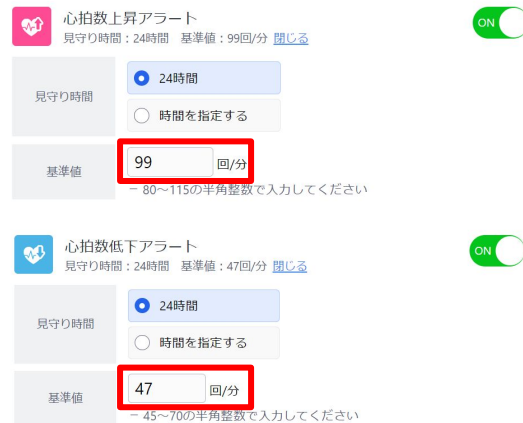 心拍数上昇アラート
ON
見守り時間：24時間　基準値：99回/分 閉じる
見守り時間
24時間
時間を指定する
基準値
99 回/分
－ 80～115の半角整数で入力してください
心拍数低下アラート
ON
見守り時間：24時間　基準値：47回/分 閉じる
見守り時間
24時間
時間を指定する
基準値
47 回/分
－ 45～70の半角整数で入力してください